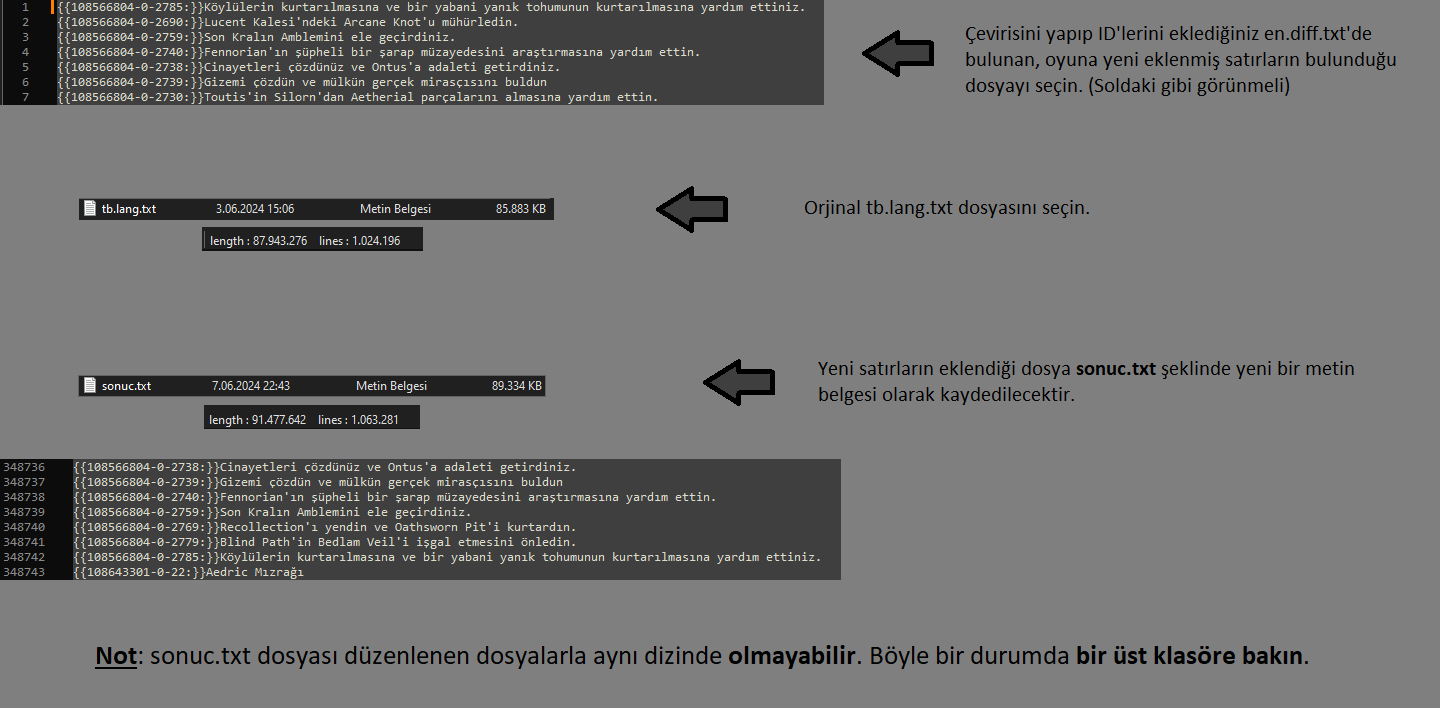 1 {{108566804-0-2785:}}Köylülerin kurtarılmasına ve bir yabani yanık tohumunun kurtarılmasına yardım ettiniz.
2 {{108566804-0-2690:}}Lucent Kalesi'ndeki Arcane Knot'u mühürledin.
3 {{108566804-0-2759:}}Son Kralın Amblemini ele geçirdiniz.
4 {{108566804-0-2740:}}Fennorian'ın şüpheli bir şarap müzayedesini araştırmasına yardım ettin.
5 {{108566804-0-2738:}}Cinayetleri çözdünüz ve Ontus'a adaleti getirdiniz.
6 {{108566804-0-2739:}}Gizemi çözdün ve mülkün gerçek mirasçısını buldun
7 {{108566804-0-2730:}}Toutis'in Silorn'dan Aetherial parçalarını almasına yardım ettin.
Çevirisini yapıp ID'lerini eklediğiniz en.diff.txt'de
bulunan, oyuna yeni eklenmiş satırların bulunduğu
dosyayı seçin. (Soldaki gibi görünmeli)
tb.lang.txt 3.06.2024 15:06 Metin Belgesi 85.883 KB
length : 87.943.276 lines : 1.024.196
Orjinal tb.lang.txt dosyasını seçin.
sonuc.txt 7.06.2024 22:43 Metin Belgesi 89.334 KB
length : 91.477.642 lines : 1.063.281
Yeni satırların eklendiği dosya sonuc.txt şeklinde yeni bir metin
belgesi olarak kaydedilecektir.
348736 {{108566804-0-2738:}}Cinayetleri çözdünüz ve Ontus'a adaleti getirdiniz.
348737 {{108566804-0-2739:}}Gizemi çözdün ve mülkün gerçek mirasçısını buldun
348738 {{108566804-0-2740:}}Fennorian'ın şüpheli bir şarap müzayedesini araştırmasına yardım ettin.
348739 {{108566804-0-2759:}}Son Kralın Amblemini ele geçirdiniz.
348740 {{108566804-0-2769:}}Recollection'ı yendin ve Oathsworn Pit'i kurtardın.
348741 {{108566804-0-2779:}}Blind Path'in Bedlam Veil'i işgal etmesini önledin.
348742 {{108566804-0-2785:}}Köylülerin kurtarılmasına ve bir yabani yanık tohumunun kurtarılmasına yardım ettiniz.
348743 {{108643301-0-22:}}Aedric Mızrağı
Not: sonuc.txt dosyası düzenlenen dosyalarla aynı dizinde olmayabilir. Böyle bir durumda bir üst klasöre bakın.